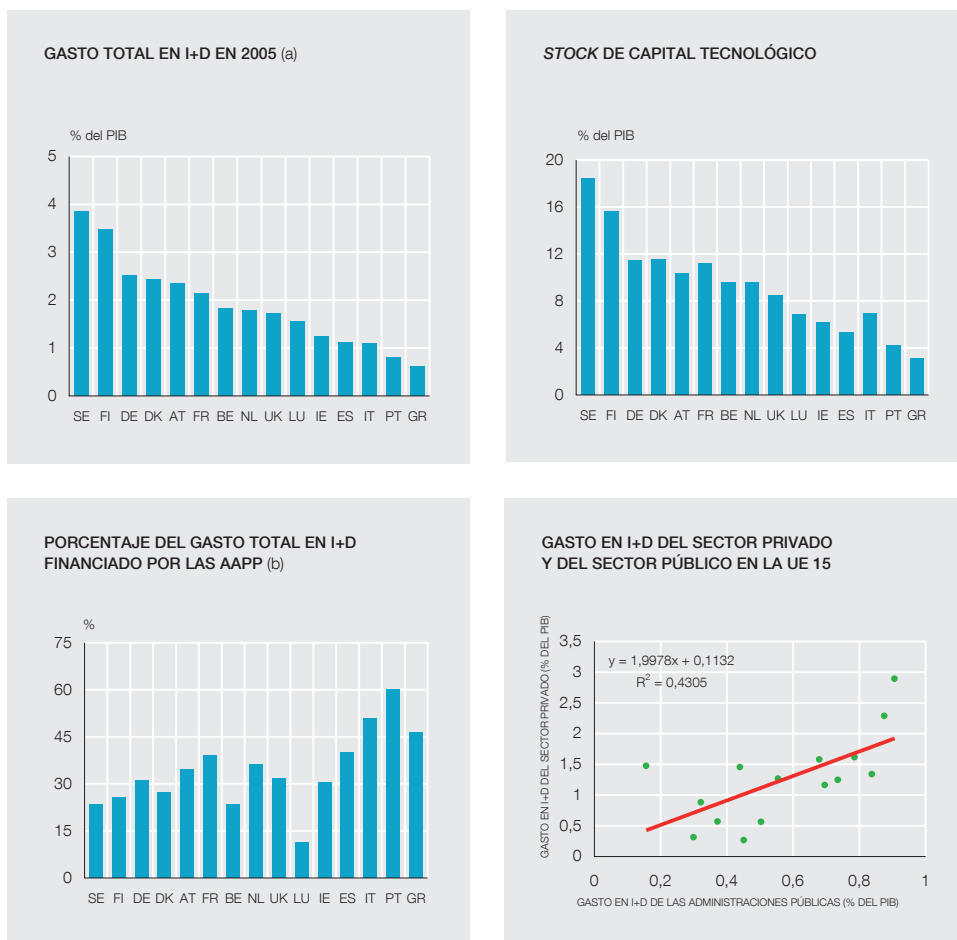 GASTO TOTAL EN I+D EN 2005 (a)
% del PIB
5
4
3
2
1
0
SE FI DE DK AT FR BE NL UK LU IE ES IT PT GR
STOCK DE CAPITAL TECNOLÓGICO
% del PIB
20
16
12
8
4
0
SE FI DE DK AT FR BE NL UK LU IE ES IT PT GR
PORCENTAJE DEL GASTO TOTAL EN I+D
FINANCIADO POR LAS AAPP (b)
%
75
60
45
30
15
0
SE FI DE DK AT FR BE NL UK LU IE ES IT PT GR
GASTO EN I+D DEL SECTOR PRIVADO
Y DEL SECTOR PÚBLICO EN LA UE 15
GASTO EN I+D DEL SECTOR PRIVADO (% DEL PIB)
3,5
3
2,5
2
1,5
1
0,5
0
y = 1,9978x + 0,1132
R² = 0,4305
0 0,2 0,4 0,6 0,8 1
GASTO EN I+D DE LAS ADMINISTRACIONES PÚBLICAS (% DEL PIB)